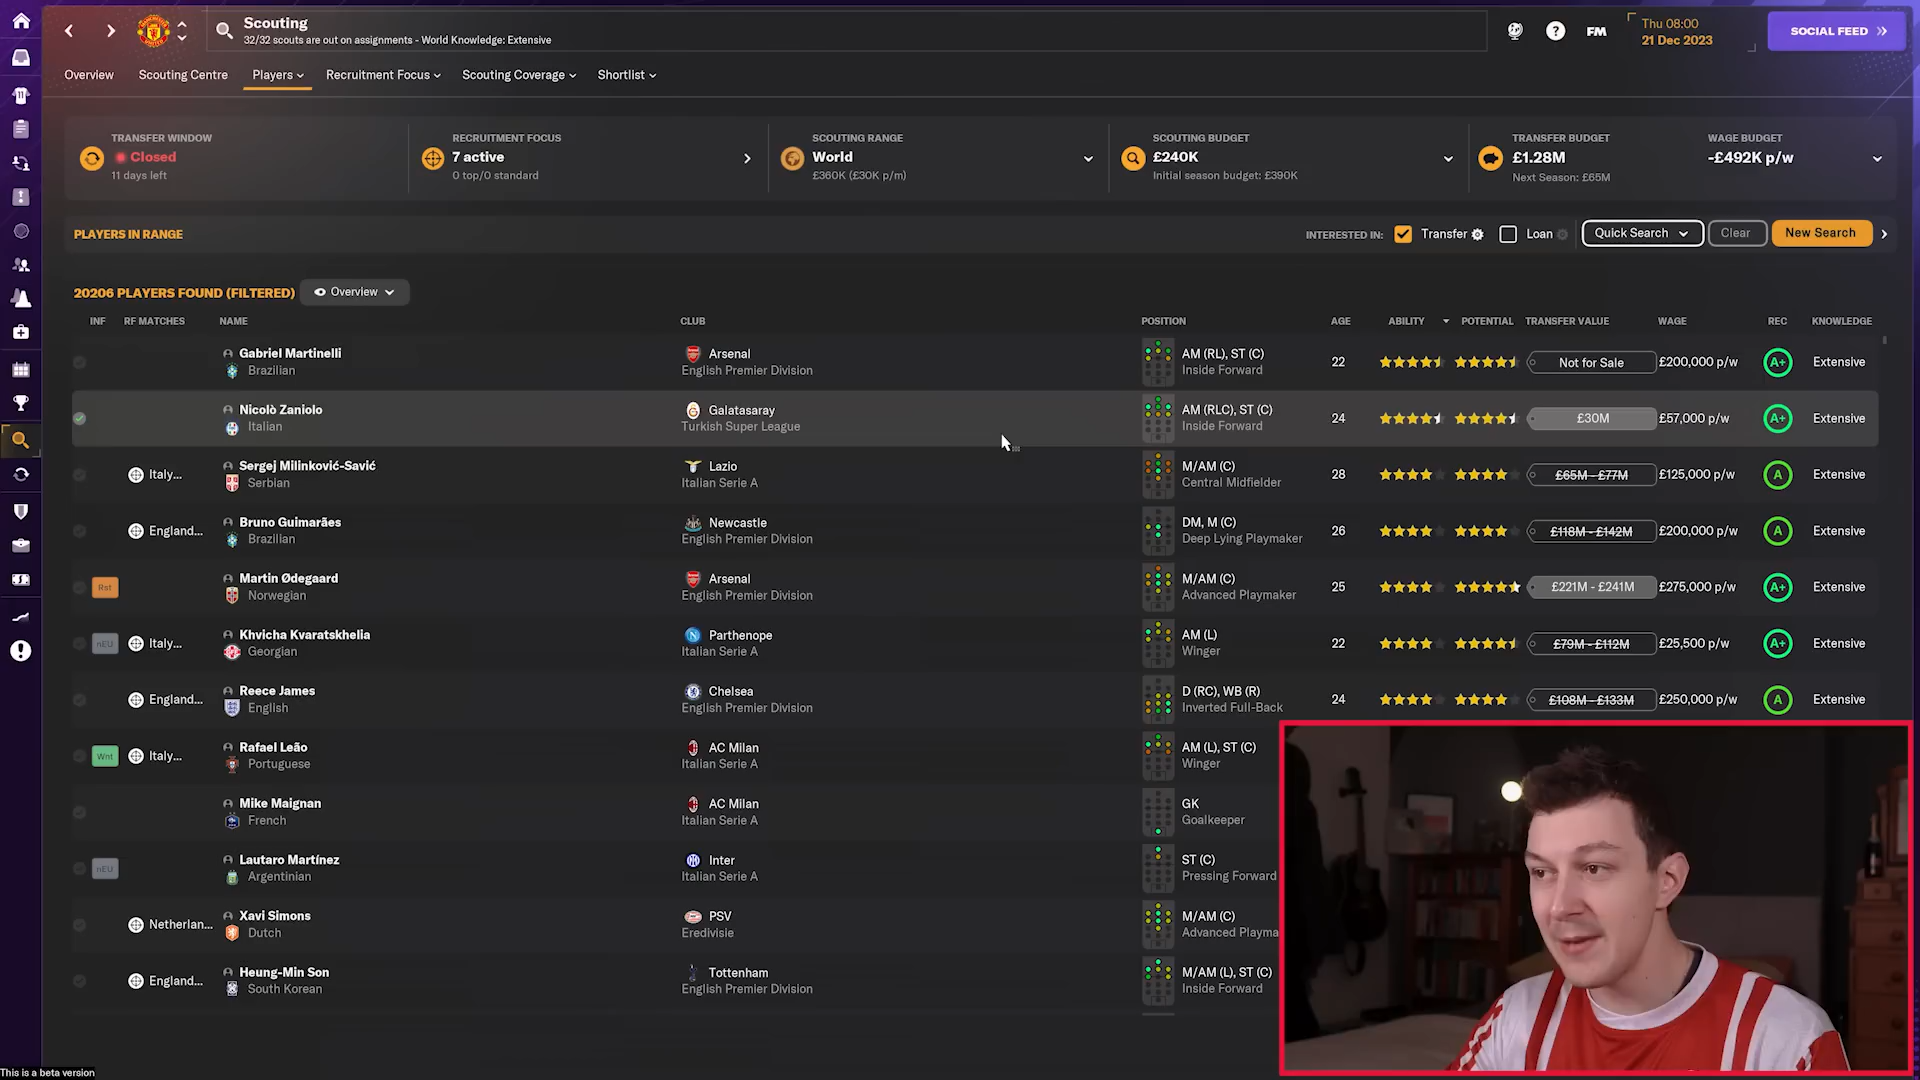 Scouting
32/32 scouts are out on assignments - World Knowledge: Extensive
FM
Thu 08:00
21 Dec 2023
SOCIAL FEED
Overview Scouting Centre Players Recruitment Focus Scouting Coverage Shortlist
TRANSFER WINDOW
Closed
11 days left
RECRUITMENT FOCUS
7 active
0 top/0 standard
SCOUTING RANGE
World
£360K (£30K p/m)
SCOUTING BUDGET
£240K
Initial season budget: £390K
TRANSFER BUDGET
£1.28M
Next Season: £65M
WAGE BUDGET
-£492K p/w
PLAYERS IN RANGE
INTERESTED IN: Transfer Loan Quick Search Clear New Search
20206 PLAYERS FOUND (FILTERED) Overview
INF RF MATCHES NAME CLUB POSITION AGE ABILITY POTENTIAL TRANSFER VALUE WAGE REC KNOWLEDGE
Gabriel Martinelli Arsenal AM (RL), ST (C)
22 Not for Sale £200,000 p/w A+ Extensive
Brazilian English Premier Division Inside Forward
Nicolò Zaniolo Galatasaray AM (RLC), ST (C)
24 £30M £57,000 p/w A+ Extensive
Italian Turkish Super League Inside Forward
Sergej Milinković-Savić Lazio M/AM (C)
Italy... 28 £65M - £77M £125,000 p/w A Extensive
Serbian Italian Serie A Central Midfielder
Bruno Guimarães Newcastle DM, M (C)
England... 26 £118M - £142M £200,000 p/w A Extensive
Brazilian English Premier Division Deep Lying Playmaker
Martin Ødegaard Arsenal M/AM (C)
Rst 25 £221M - £241M £275,000 p/w A+ Extensive
Norwegian English Premier Division Advanced Playmaker
Khvicha Kvaratskhelia Parthenope AM (L)
nEU Italy... 22 £79M - £112M £25,500 p/w A+ Extensive
Georgian Italian Serie A Winger
Reece James Chelsea D (RC), WB (R)
England... 24 £108M - £133M £250,000 p/w A Extensive
English English Premier Division Inverted Full-Back
Rafael Leão AC Milan AM (L), ST (C)
Wnt Italy...
Portuguese Italian Serie A Winger
Mike Maignan AC Milan GK
French Italian Serie A Goalkeeper
Lautaro Martínez Inter ST (C)
nEU
Argentinian Italian Serie A Pressing Forward
Xavi Simons PSV M/AM (C)
Netherlan...
Dutch Eredivisie Advanced Playma
Heung-Min Son Tottenham M/AM (L), ST (C)
England...
South Korean English Premier Division Inside Forward
This is a beta version